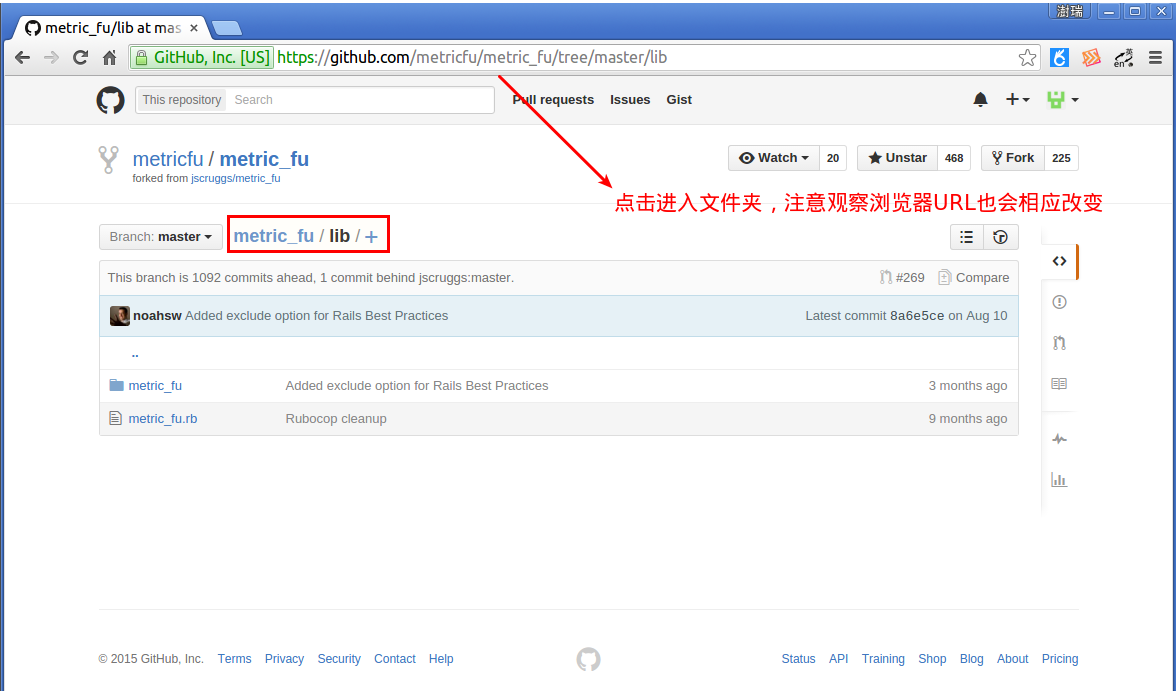 澍瑞
metric_fu/lib at mas
GitHub, Inc. [US] https://github.com/metricfu/metric_fu/tree/master/lib
英 en
This repository Search Pull requests Issues Gist
metricfu / metric_fu
forked from jscruggs/metric_fu
Watch 20 Unstar 468 Fork 225
点击进入文件夹，注意观察浏览器URL也会相应改变
Branch: master metric_fu / lib / +
This branch is 1092 commits ahead, 1 commit behind jscruggs:master. #269 Compare
noahsw Added exclude option for Rails Best Practices Latest commit 8a6e5ce on Aug 10
..
metric_fu Added exclude option for Rails Best Practices 3 months ago
metric_fu.rb Rubocop cleanup 9 months ago
© 2015 GitHub, Inc. Terms Privacy Security Contact Help Status API Training Shop Blog About Pricing